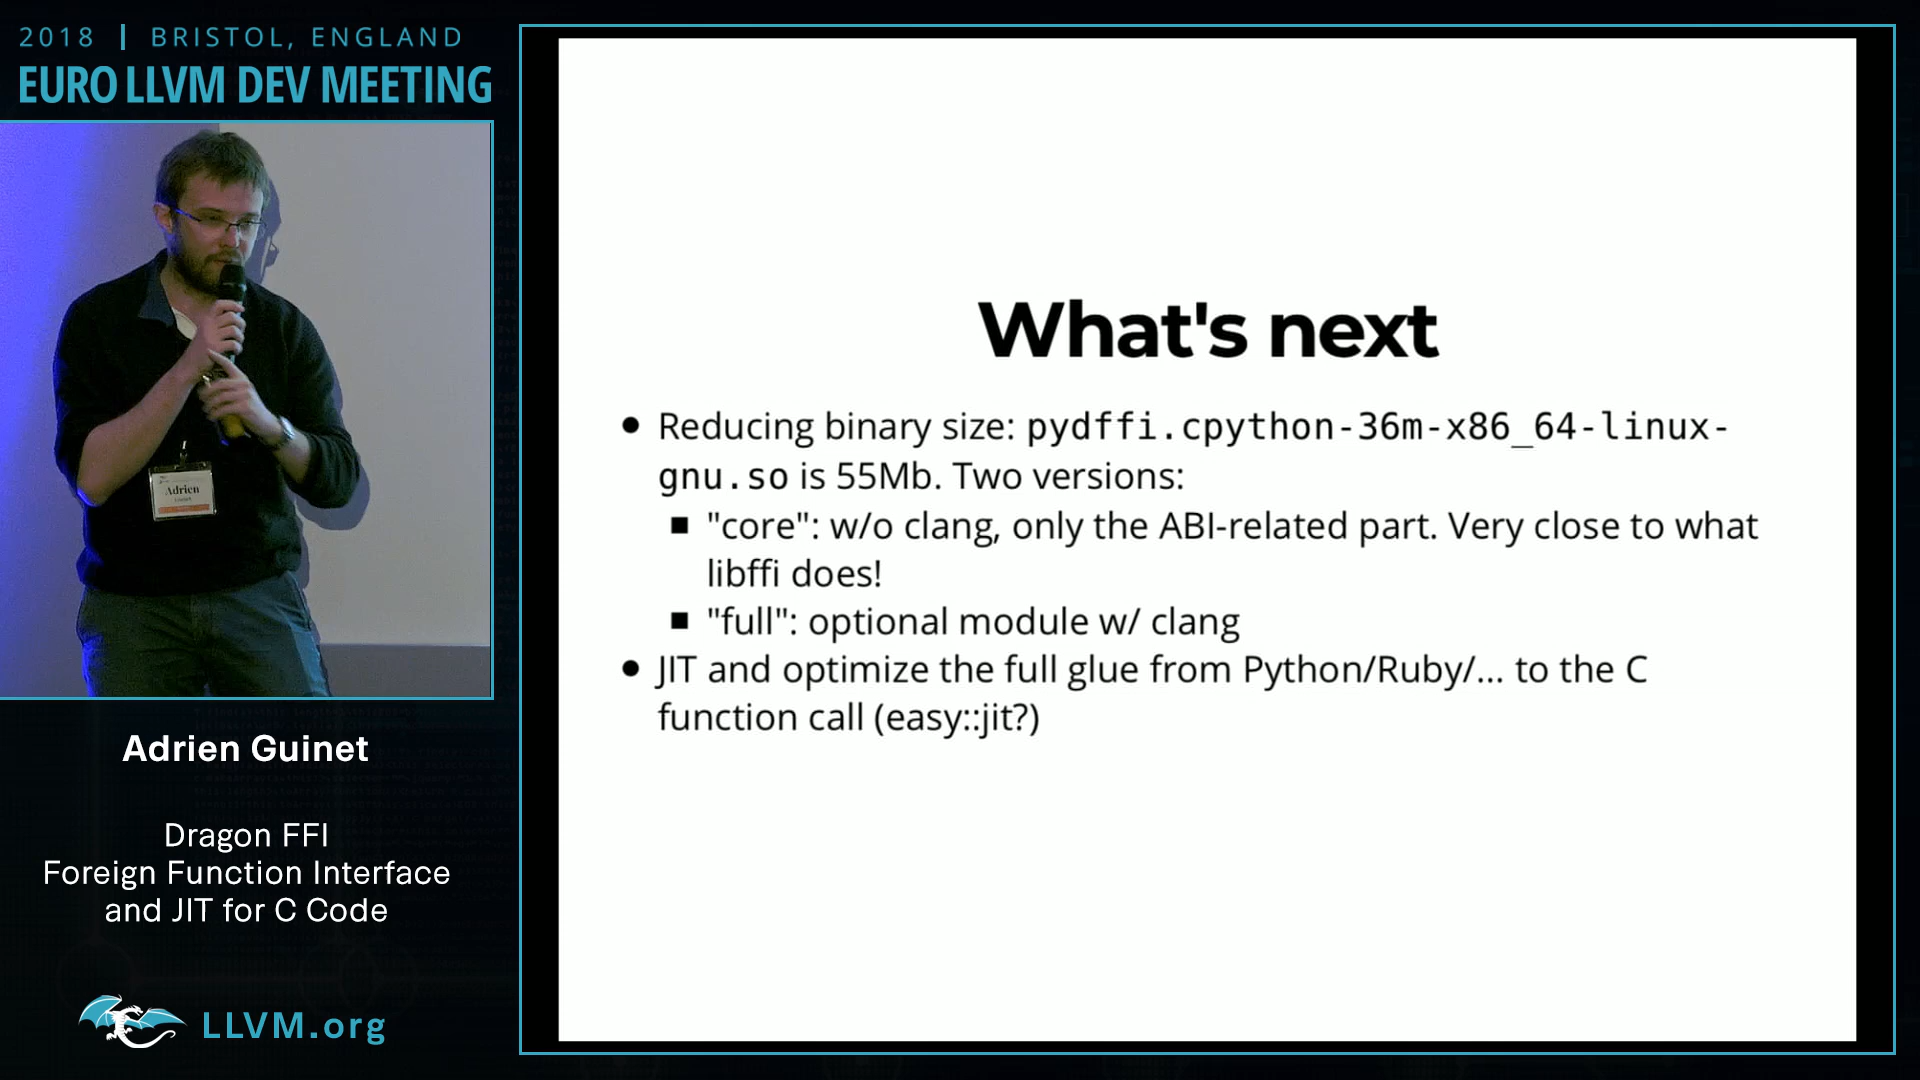 2018 | BRISTOL, ENGLAND
EURO LLVM DEV MEETING
Adrien
Adrien Guinet
Dragon FFI
Foreign Function Interface
and JIT for C Code
LLVM.org
What's next
• Reducing binary size: pydffi.cpython-36m-x86_64-linux-
gnu.so is 55Mb. Two versions:
■ "core": w/o clang, only the ABI-related part. Very close to what
libffi does!
■ "full": optional module w/ clang
• JIT and optimize the full glue from Python/Ruby/... to the C
function call (easy::jit?)